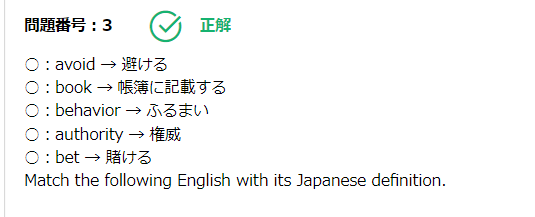 問題番号：3 正解
○：avoid → 避ける
○：book → 帳簿に記載する
○：behavior → ふるまい
○：authority → 権威
○：bet → 賭ける
Match the following English with its Japanese definition.